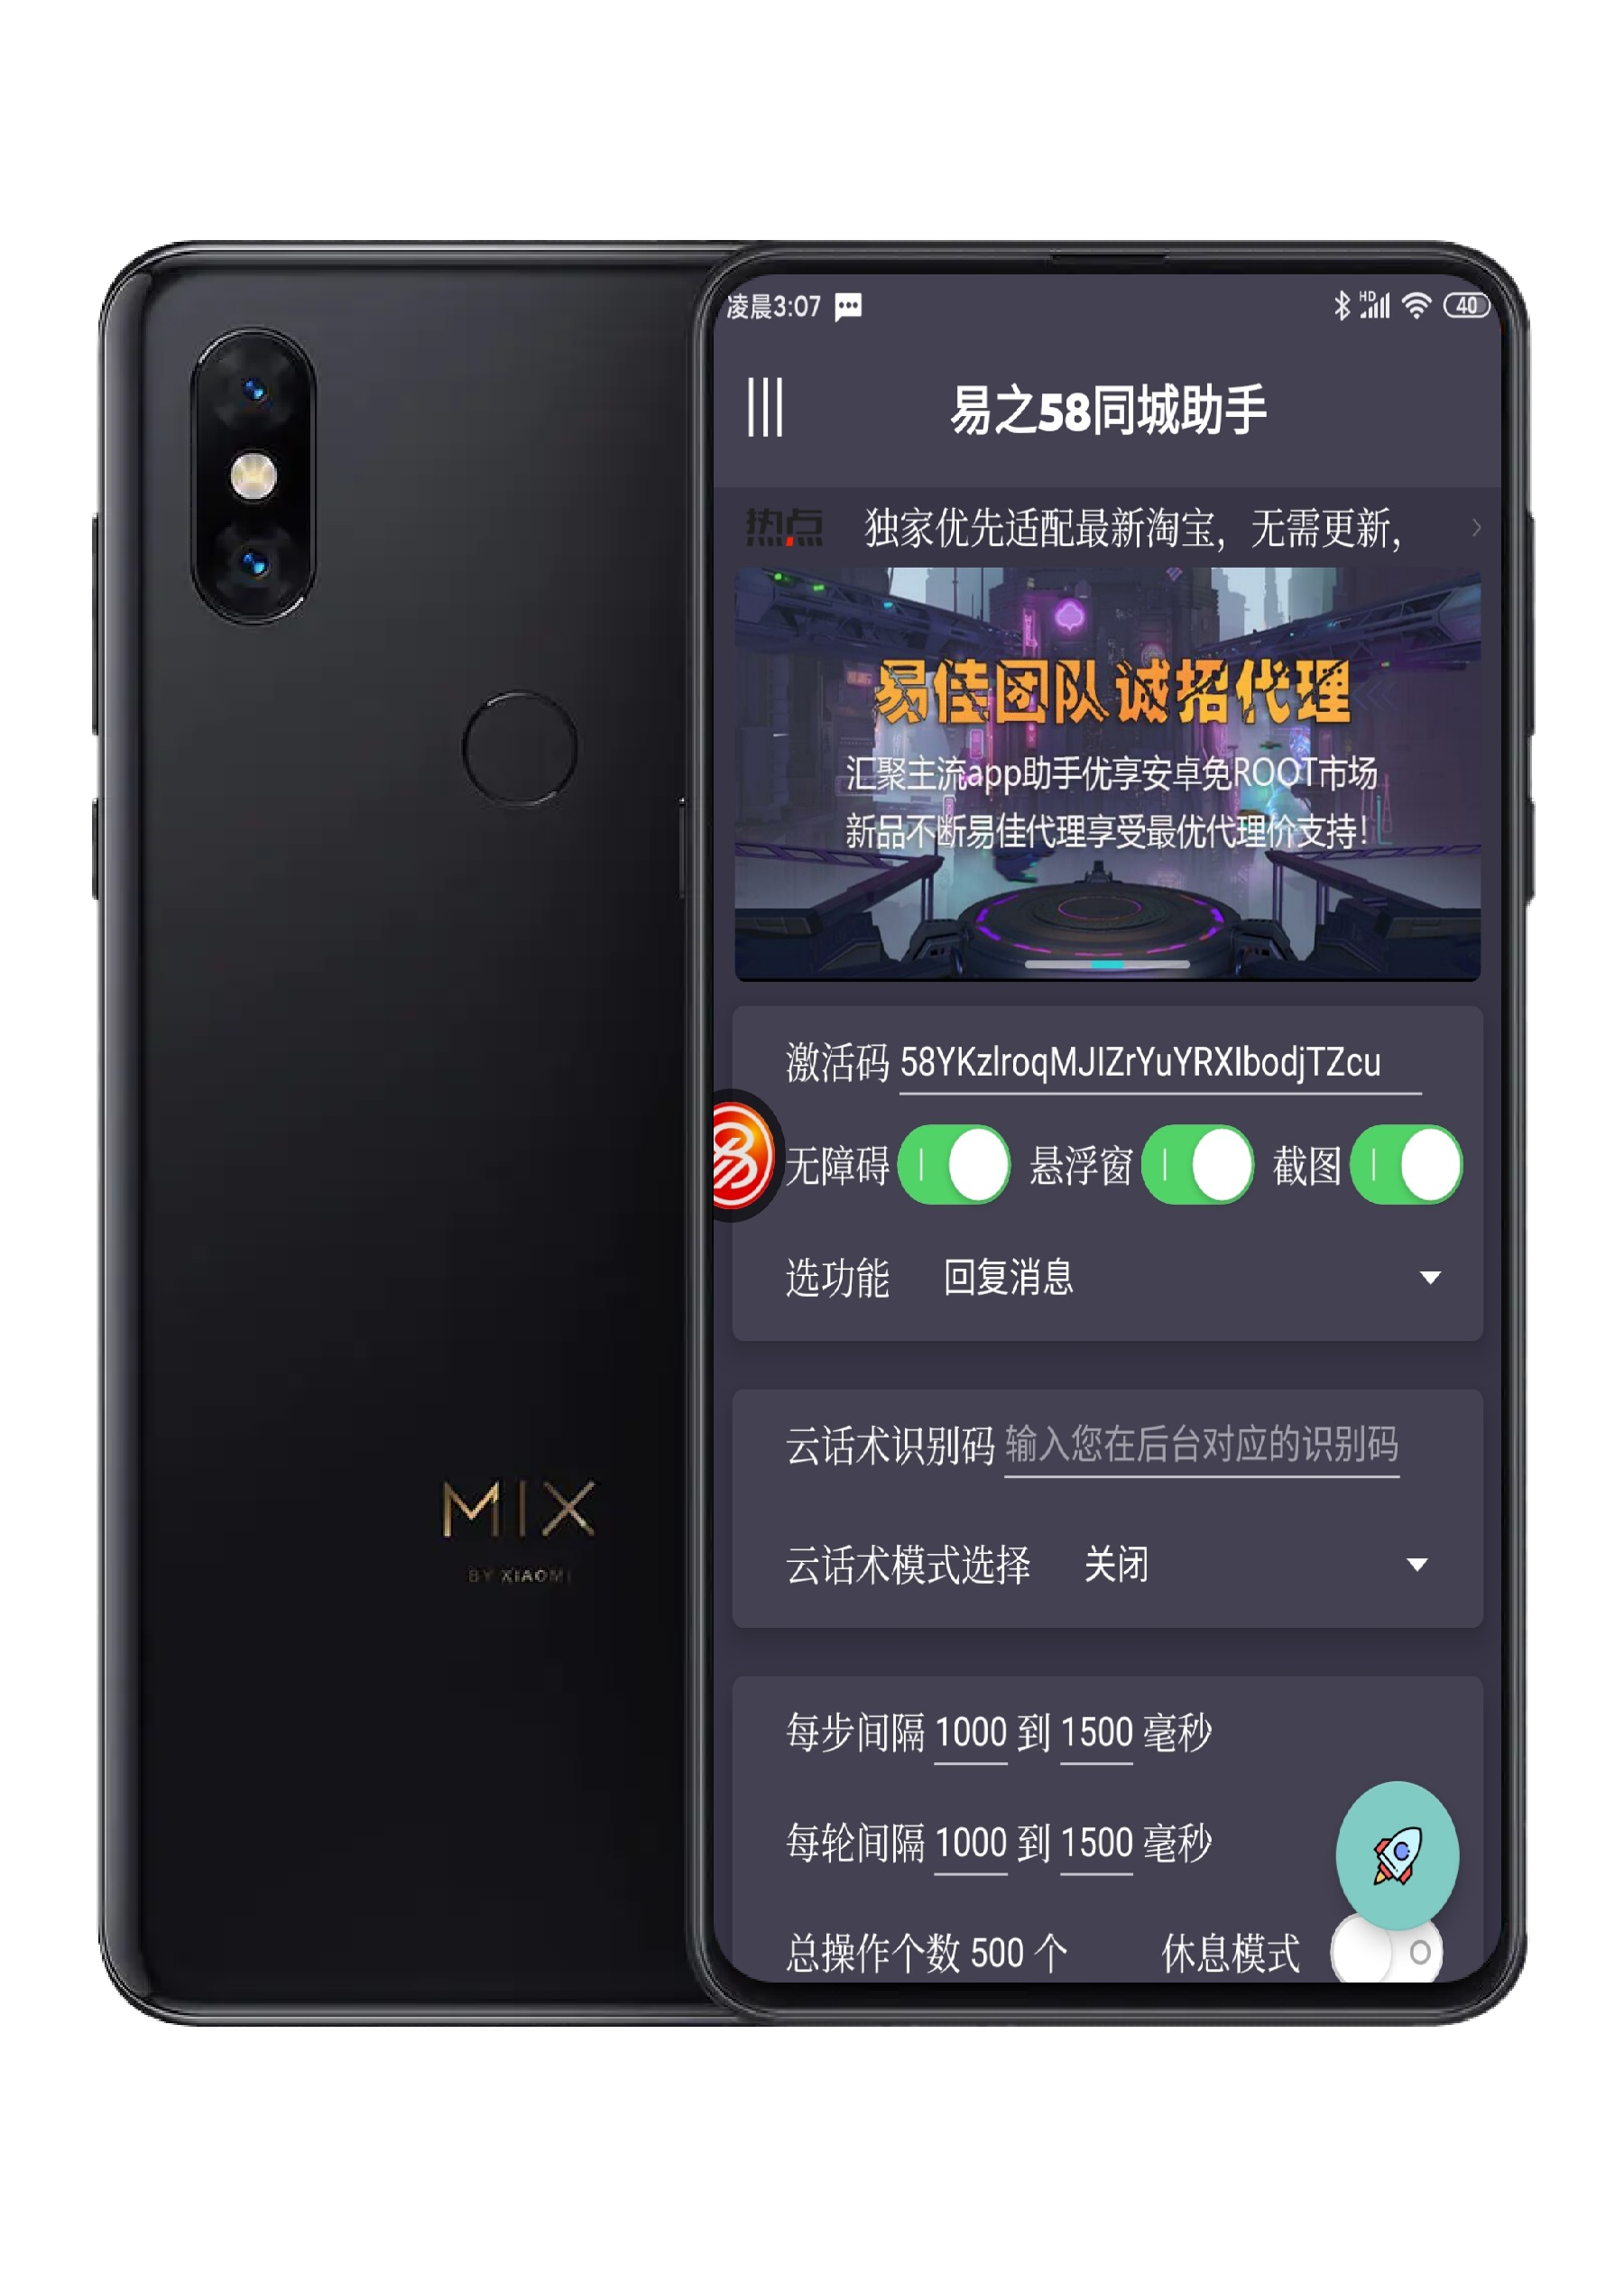 凌晨3:07
HD
40
易之58同城助手
热点 独家优先适配最新淘宝，无需更新，
易佳团队诚招代理
汇聚主流app助手优享安卓免ROOT市场
新品不断易佳代理享受最优代理价支持！
激活码 58YKzlroqMJIZrYuYRXIbodjTZcu
无障碍 悬浮窗 截图
选功能 回复消息
云话术识别码 输入您在后台对应的识别码
云话术模式选择 关闭
每步间隔 1000 到 1500 毫秒
每轮间隔 1000 到 1500 毫秒
总操作个数 500 个 休息模式
MIX
BY XIAOMI